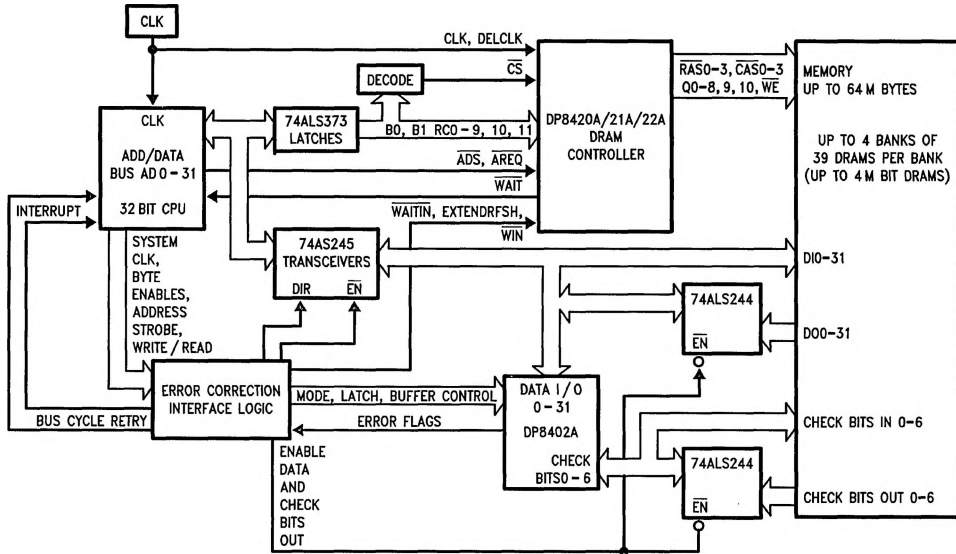 CLK
CLK, DELCLK
CS
DECODE
CLK
ADD/DATA
BUS AD 0-31
32 BIT CPU
74ALS373
LATCHES
B0, B1 RC0-9, 10, 11
ADS, AREQ
WAIT
INTERRUPT
WAITIN, EXTENDRFSH,
WIN
DP8420A/21A/22A
DRAM
CONTROLLER
RAS0-3, CAS0-3
Q0-8, 9, 10, WE
MEMORY
UP TO 64 M BYTES
UP TO 4 BANKS OF
39 DRAMS PER BANK
(UP TO 4 M BIT DRAMS)
SYSTEM
CLK,
BYTE
ENABLES,
ADDRESS
STROBE,
WRITE / READ
74AS245
TRANSCEIVERS
DIR
EN
DI0-31
74ALS244
EN
DO0-31
ERROR CORRECTION
INTERFACE LOGIC
MODE, LATCH, BUFFER CONTROL
BUS CYCLE RETRY
ERROR FLAGS
DATA I/O
0-31
DP8402A
CHECK
BITS0-6
CHECK BITS IN 0-6
74ALS244
EN
CHECK BITS OUT 0-6
ENABLE
DATA
AND
CHECK
BITS
OUT